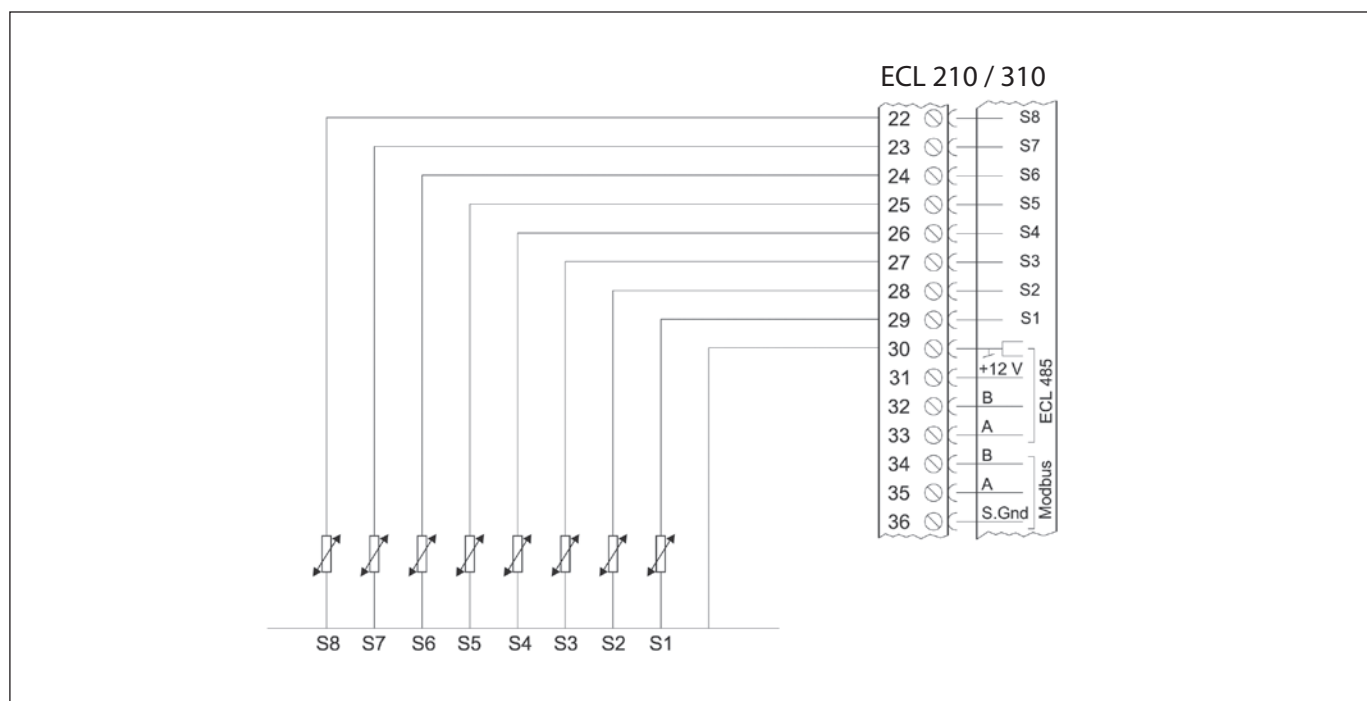 ECL 210 / 310
22 S8
23 S7
24 S6
25 S5
26 S4
27 S3
28 S2
29 S1
30
31 +12 V
32 B
33 A
ECL 485
34 B
35 A
36 S.Gnd
Modbus
S8 S7 S6 S5 S4 S3 S2 S1